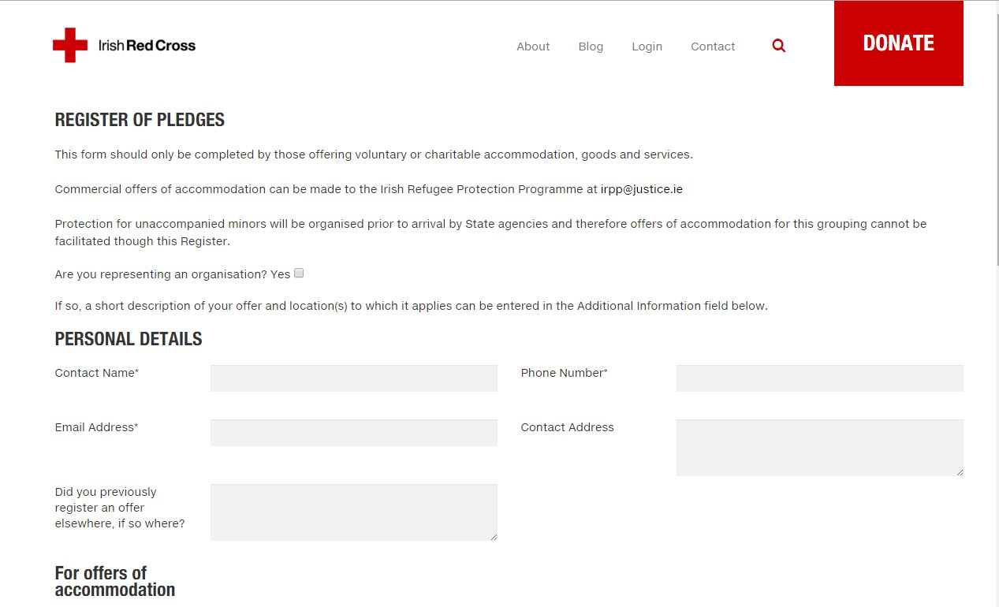 Irish Red Cross
About Blog Login Contact
DONATE
REGISTER OF PLEDGES
This form should only be completed by those offering voluntary or charitable accommodation, goods and services.
Commercial offers of accommodation can be made to the Irish Refugee Protection Programme at irpp@justice.ie
Protection for unaccompanied minors will be organised prior to arrival by State agencies and therefore offers of accommodation for this grouping cannot be
facilitated though this Register.
Are you representing an organisation? Yes
If so, a short description of your offer and location(s) to which it applies can be entered in the Additional Information field below.
PERSONAL DETAILS
Contact Name*
Phone Number*
Email Address*
Contact Address
Did you previously
register an offer
elsewhere, if so where?
For offers of
accommodation